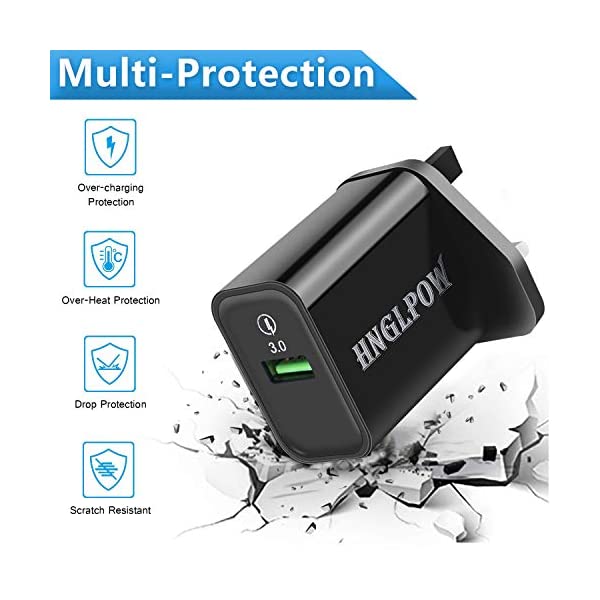 Multi-Protection
Over-charging
Protection
°C
Over-Heat Protection
Drop Protection
Scratch Resistant
3.0
HNGLPOW